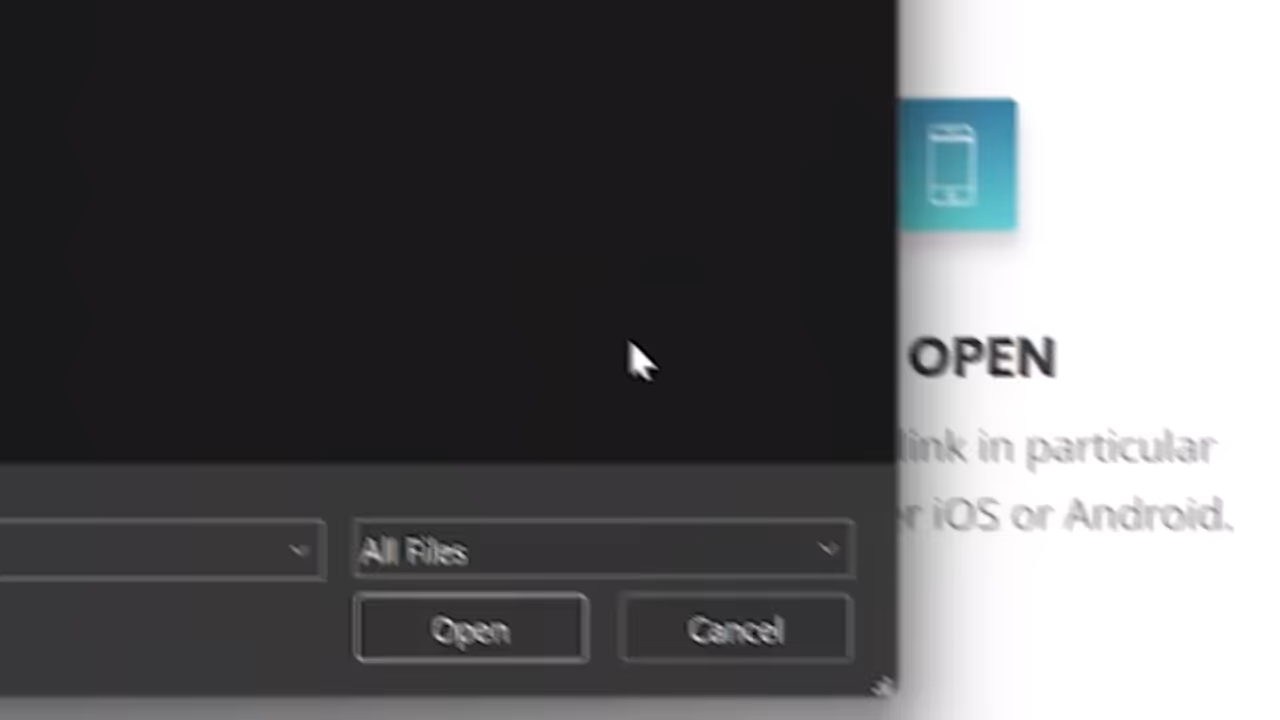 OPEN
link in particular
r iOS or Android.
All Files
Open
Cancel